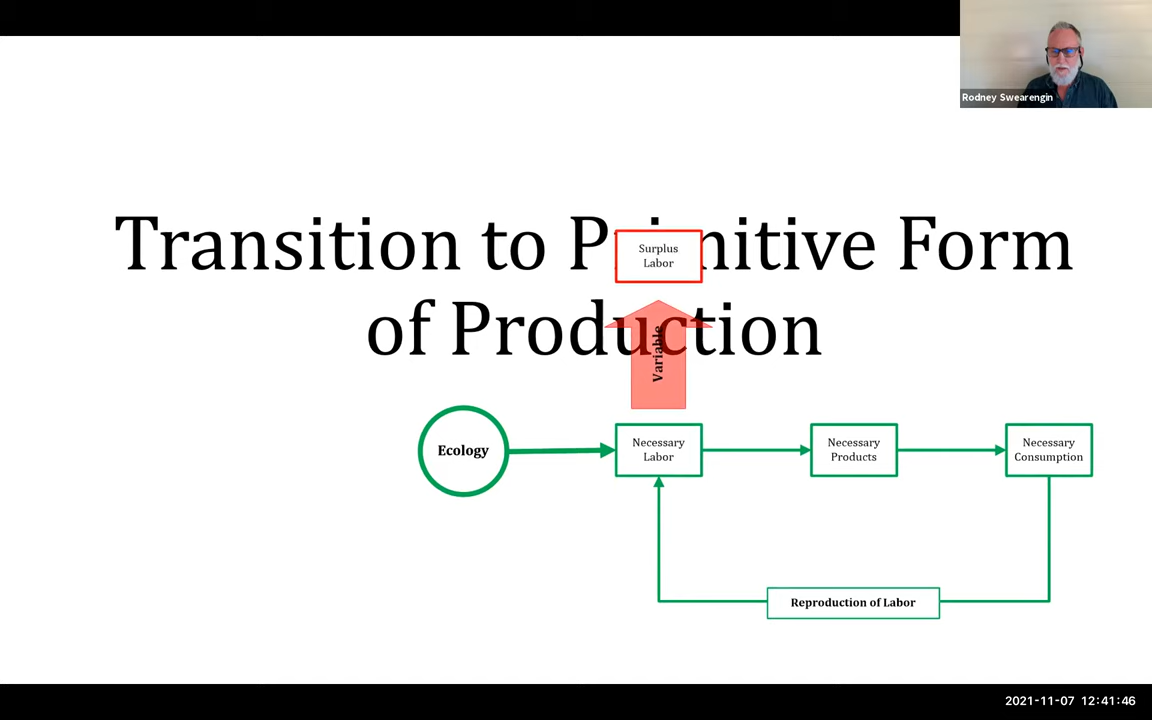 Rodney Swearengin
Transition to Primitive Form
of Production
Surplus
Labor
Variable
Ecology
Necessary
Labor
Necessary
Products
Necessary
Consumption
Reproduction of Labor
2021-11-07 12:41:46